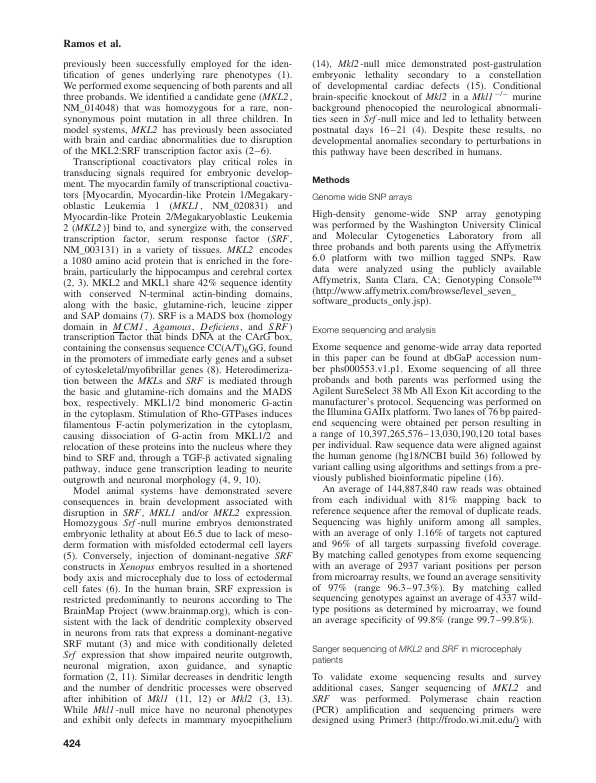 Ramos et al.
previously been successfully employed for the iden-
tification of genes underlying rare phenotypes (1).
We performed exome sequencing of both parents and all
three probands. We identified a candidate gene (MKL2,
NM_014048) that was homozygous for a rare, non-
synonymous point mutation in all three children. In
model systems, MKL2 has previously been associated
with brain and cardiac abnormalities due to disruption
of the MKL2:SRF transcription factor axis (2–6).
Transcriptional coactivators play critical roles in
transducing signals required for embryonic develop-
ment. The myocardin family of transcriptional coactiva-
tors [Myocardin, Myocardin-like Protein 1/Megakary-
oblastic Leukemia 1 (MKL1, NM_020831) and
Myocardin-like Protein 2/Megakaryoblastic Leukemia
2 (MKL2)] bind to, and synergize with, the conserved
transcription factor, serum response factor (SRF,
NM_003131) in a variety of tissues. MKL2 encodes
a 1080 amino acid protein that is enriched in the fore-
brain, particularly the hippocampus and cerebral cortex
(2, 3). MKL2 and MKL1 share 42% sequence identity
with conserved N-terminal actin-binding domains,
along with the basic, glutamine-rich, leucine zipper
and SAP domains (7). SRF is a MADS box (homology
domain in MCM1, Agamous, Deficiens, and SRF)
transcription factor that binds DNA at the CArG box,
containing the consensus sequence CC(A/T)6GG, found
in the promoters of immediate early genes and a subset
of cytoskeletal/myofibrillar genes (8). Heterodimeriza-
tion between the MKLs and SRF is mediated through
the basic and glutamine-rich domains and the MADS
box, respectively. MKL1/2 bind monomeric G-actin
in the cytoplasm. Stimulation of Rho-GTPases induces
filamentous F-actin polymerization in the cytoplasm,
causing dissociation of G-actin from MKL1/2 and
relocation of these proteins into the nucleus where they
bind to SRF and, through a TGF-β activated signaling
pathway, induce gene transcription leading to neurite
outgrowth and neuronal morphology (4, 9, 10).
Model animal systems have demonstrated severe
consequences in brain development associated with
disruption in SRF, MKL1 and/or MKL2 expression.
Homozygous Srf-null murine embryos demonstrated
embryonic lethality at about E6.5 due to lack of meso-
derm formation with misfolded ectodermal cell layers
(5). Conversely, injection of dominant-negative SRF
constructs in Xenopus embryos resulted in a shortened
body axis and microcephaly due to loss of ectodermal
cell fates (6). In the human brain, SRF expression is
restricted predominantly to neurons according to The
BrainMap Project (www.brainmap.org), which is con-
sistent with the lack of dendritic complexity observed
in neurons from rats that express a dominant-negative
SRF mutant (3) and mice with conditionally deleted
Srf expression that show impaired neurite outgrowth,
neuronal migration, axon guidance, and synaptic
formation (2, 11). Similar decreases in dendritic length
and the number of dendritic processes were observed
after inhibition of Mkl1 (11, 12) or Mkl2 (3, 13).
While Mkl1-null mice have no neuronal phenotypes
and exhibit only defects in mammary myoepithelium
(14), Mkl2-null mice demonstrated post-gastrulation
embryonic lethality secondary to a constellation
of developmental cardiac defects (15). Conditional
brain-specific knockout of Mkl2 in a Mkl1−/− murine
background phenocopied the neurological abnormali-
ties seen in Srf-null mice and led to lethality between
postnatal days 16–21 (4). Despite these results, no
developmental anomalies secondary to perturbations in
this pathway have been described in humans.
Methods
Genome wide SNP arrays
High-density genome-wide SNP array genotyping
was performed by the Washington University Clinical
and Molecular Cytogenetics Laboratory from all
three probands and both parents using the Affymetrix
6.0 platform with two million tagged SNPs. Raw
data were analyzed using the publicly available
Affymetrix, Santa Clara, CA; Genotyping Console™
(http://www.affymetrix.com/browse/level_seven_
software_products_only.jsp).
Exome sequencing and analysis
Exome sequence and genome-wide array data reported
in this paper can be found at dbGaP accession num-
ber phs000553.v1.p1. Exome sequencing of all three
probands and both parents was performed using the
Agilent SureSelect 38 Mb All Exon Kit according to the
manufacturer's protocol. Sequencing was performed on
the Illumina GAIIx platform. Two lanes of 76 bp paired-
end sequencing were obtained per person resulting in
a range of 10,397,265,576–13,030,190,120 total bases
per individual. Raw sequence data were aligned against
the human genome (hg18/NCBI build 36) followed by
variant calling using algorithms and settings from a pre-
viously published bioinformatic pipeline (16).
An average of 144,887,840 raw reads was obtained
from each individual with 81% mapping back to
reference sequence after the removal of duplicate reads.
Sequencing was highly uniform among all samples,
with an average of only 1.16% of targets not captured
and 96% of all targets surpassing fivefold coverage.
By matching called genotypes from exome sequencing
with an average of 2937 variant positions per person
from microarray results, we found an average sensitivity
of 97% (range 96.3–97.3%). By matching called
sequencing genotypes against an average of 4337 wild-
type positions as determined by microarray, we found
an average specificity of 99.8% (range 99.7–99.8%).
Sanger sequencing of MKL2 and SRF in microcephaly
patients
To validate exome sequencing results and survey
additional cases, Sanger sequencing of MKL2 and
SRF was performed. Polymerase chain reaction
(PCR) amplification and sequencing primers were
designed using Primer3 (http://frodo.wi.mit.edu/) with
424